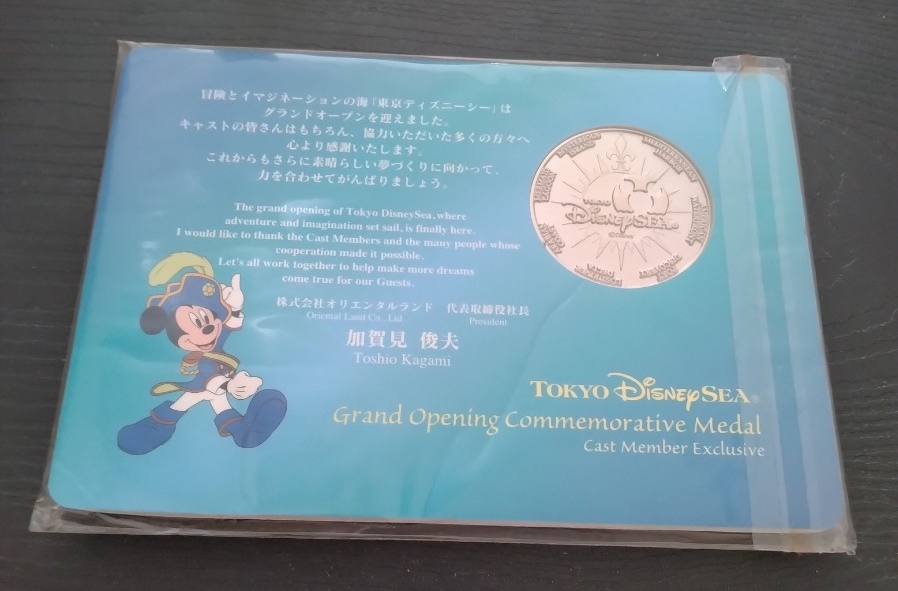 冒険とイマジネーションの海「東京ディズニーシー」は
グランドオープンを迎えました。
キャストの皆さんはもちろん、協力いただいた多くの方々へ
心より感謝いたします。
これからもさらに素晴らしい夢づくりに向かって、
力を合わせてがんばりましょう。
The grand opening of Tokyo DisneySea, where
adventure and imagination set sail, is finally here.
I would like to thank the Cast Members and the many people whose
cooperation made it possible.
Let's all work together to help make more dreams
come true for our Guests.
株式会社オリエンタルランド 代表取締役社長
Oriental Land Co., Ltd. President
加賀見 俊夫
Toshio Kagami
TOKYO
DISNEYSEA
TOKYO DISNEYSEA®
Grand Opening Commemorative Medal
Cast Member Exclusive